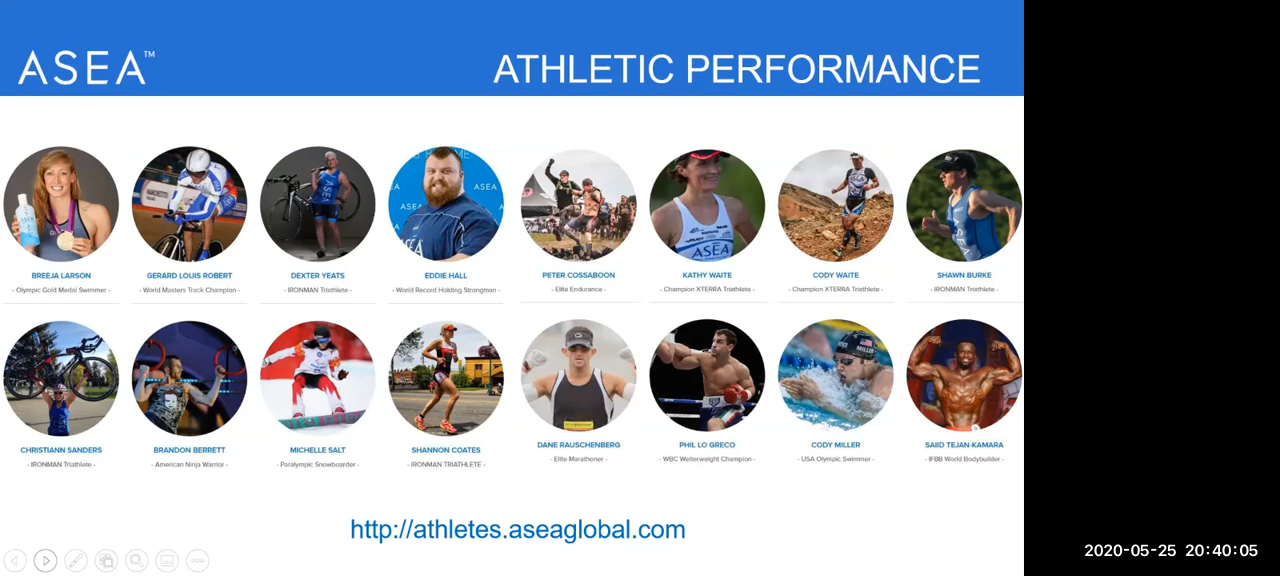 ASEA™
ATHLETIC PERFORMANCE
BREEJA LARSON
- Olympic Gold Medal Swimmer -
GERARD LOUIS ROBERT
- World Masters Track Champion -
DEXTER YEATS
- IRONMAN Triathlete -
EDDIE HALL
- World Record Holding Strongman -
PETER COSSABOON
- Elite Endurance -
KATHY WAITE
- Champion XTERRA Triathlete -
CODY WAITE
- Champion XTERRA Triathlete -
SHAWN BURKE
- IRONMAN Triathlete -
ASEA
ASEA
ASEA
MILLER
CHRISTIANN SANDERS
- IRONMAN Triathlete -
BRANDON BERRETT
- American Ninja Warrior -
MICHELLE SALT
- Paralympic Snowboarder -
SHANNON COATES
- IRONMAN TRIATHLETE -
DANE RAUSCHENBERG
- Elite Marathoner -
PHIL LO GRECO
- WBC Welterweight Champion -
CODY MILLER
- USA Olympic Swimmer -
SAIID TEJAN-KAMARA
- IFBB World Bodybuilder -
http://athletes.aseaglobal.com
2020-05-25 20:40:05